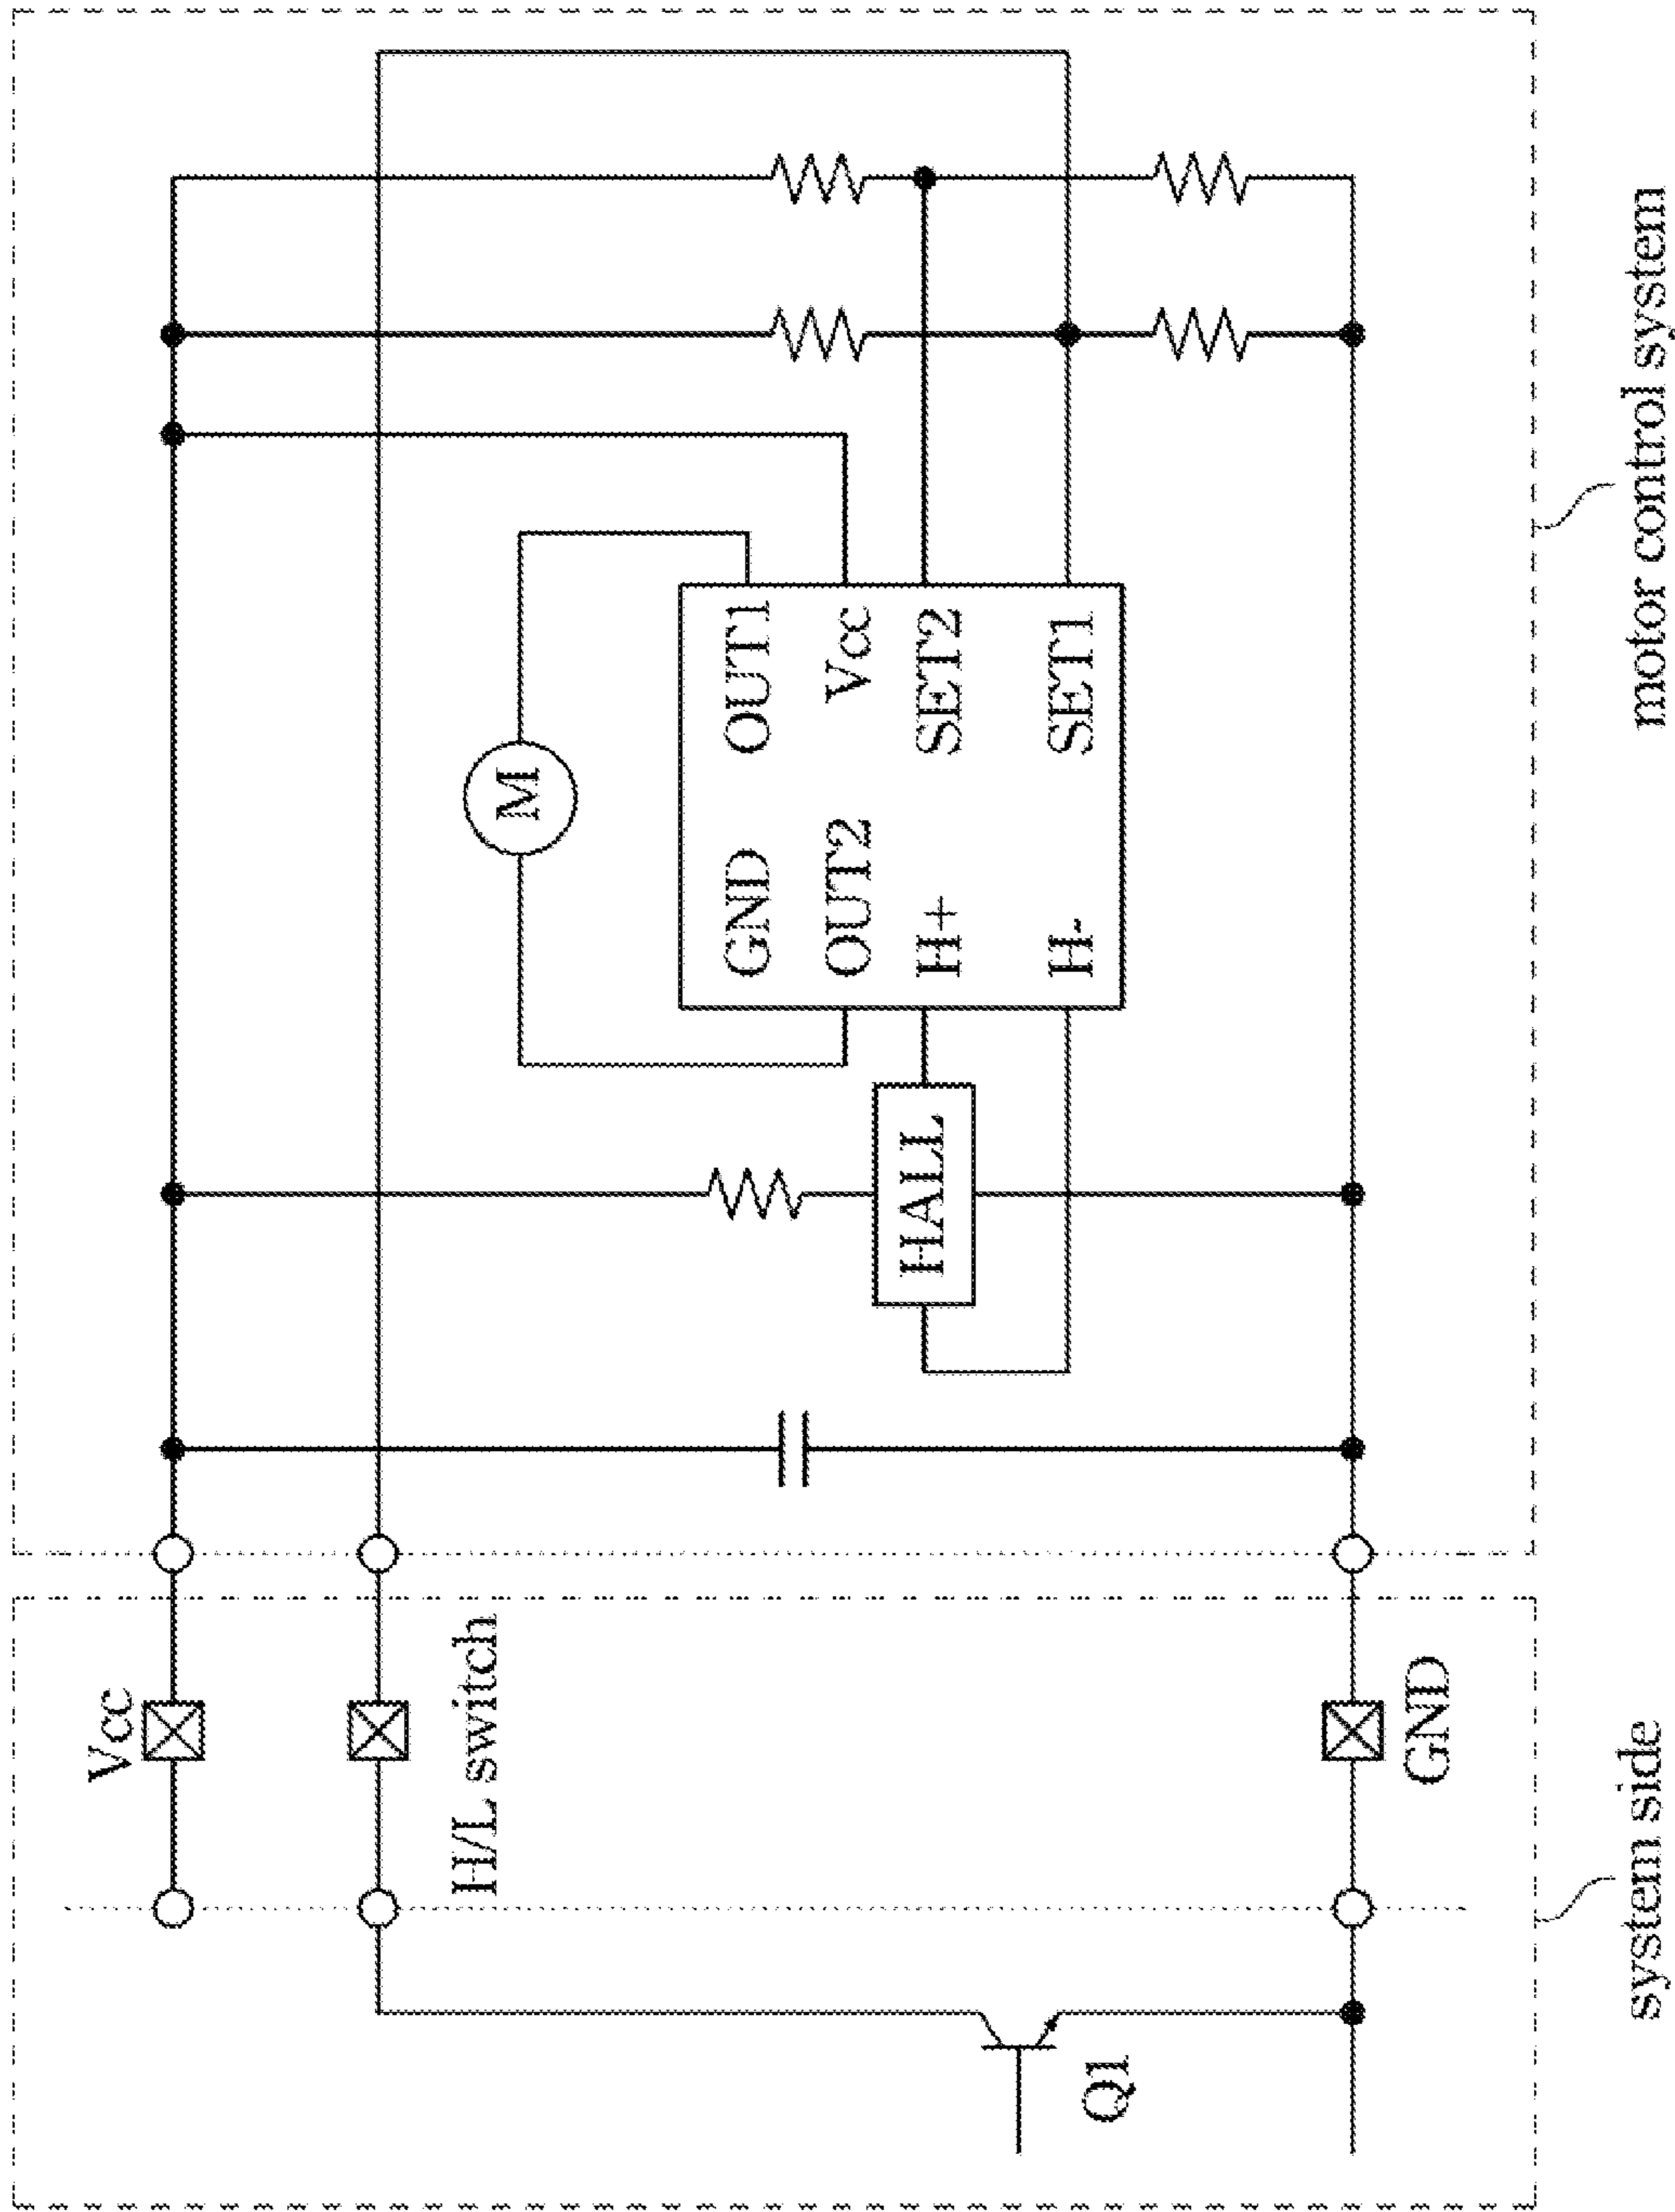 Vcc
H/L switch
GND
Q1
system side
M
GND OUT1
OUT2 Vcc
H+ SET2
H- SET1
HALL
motor control system